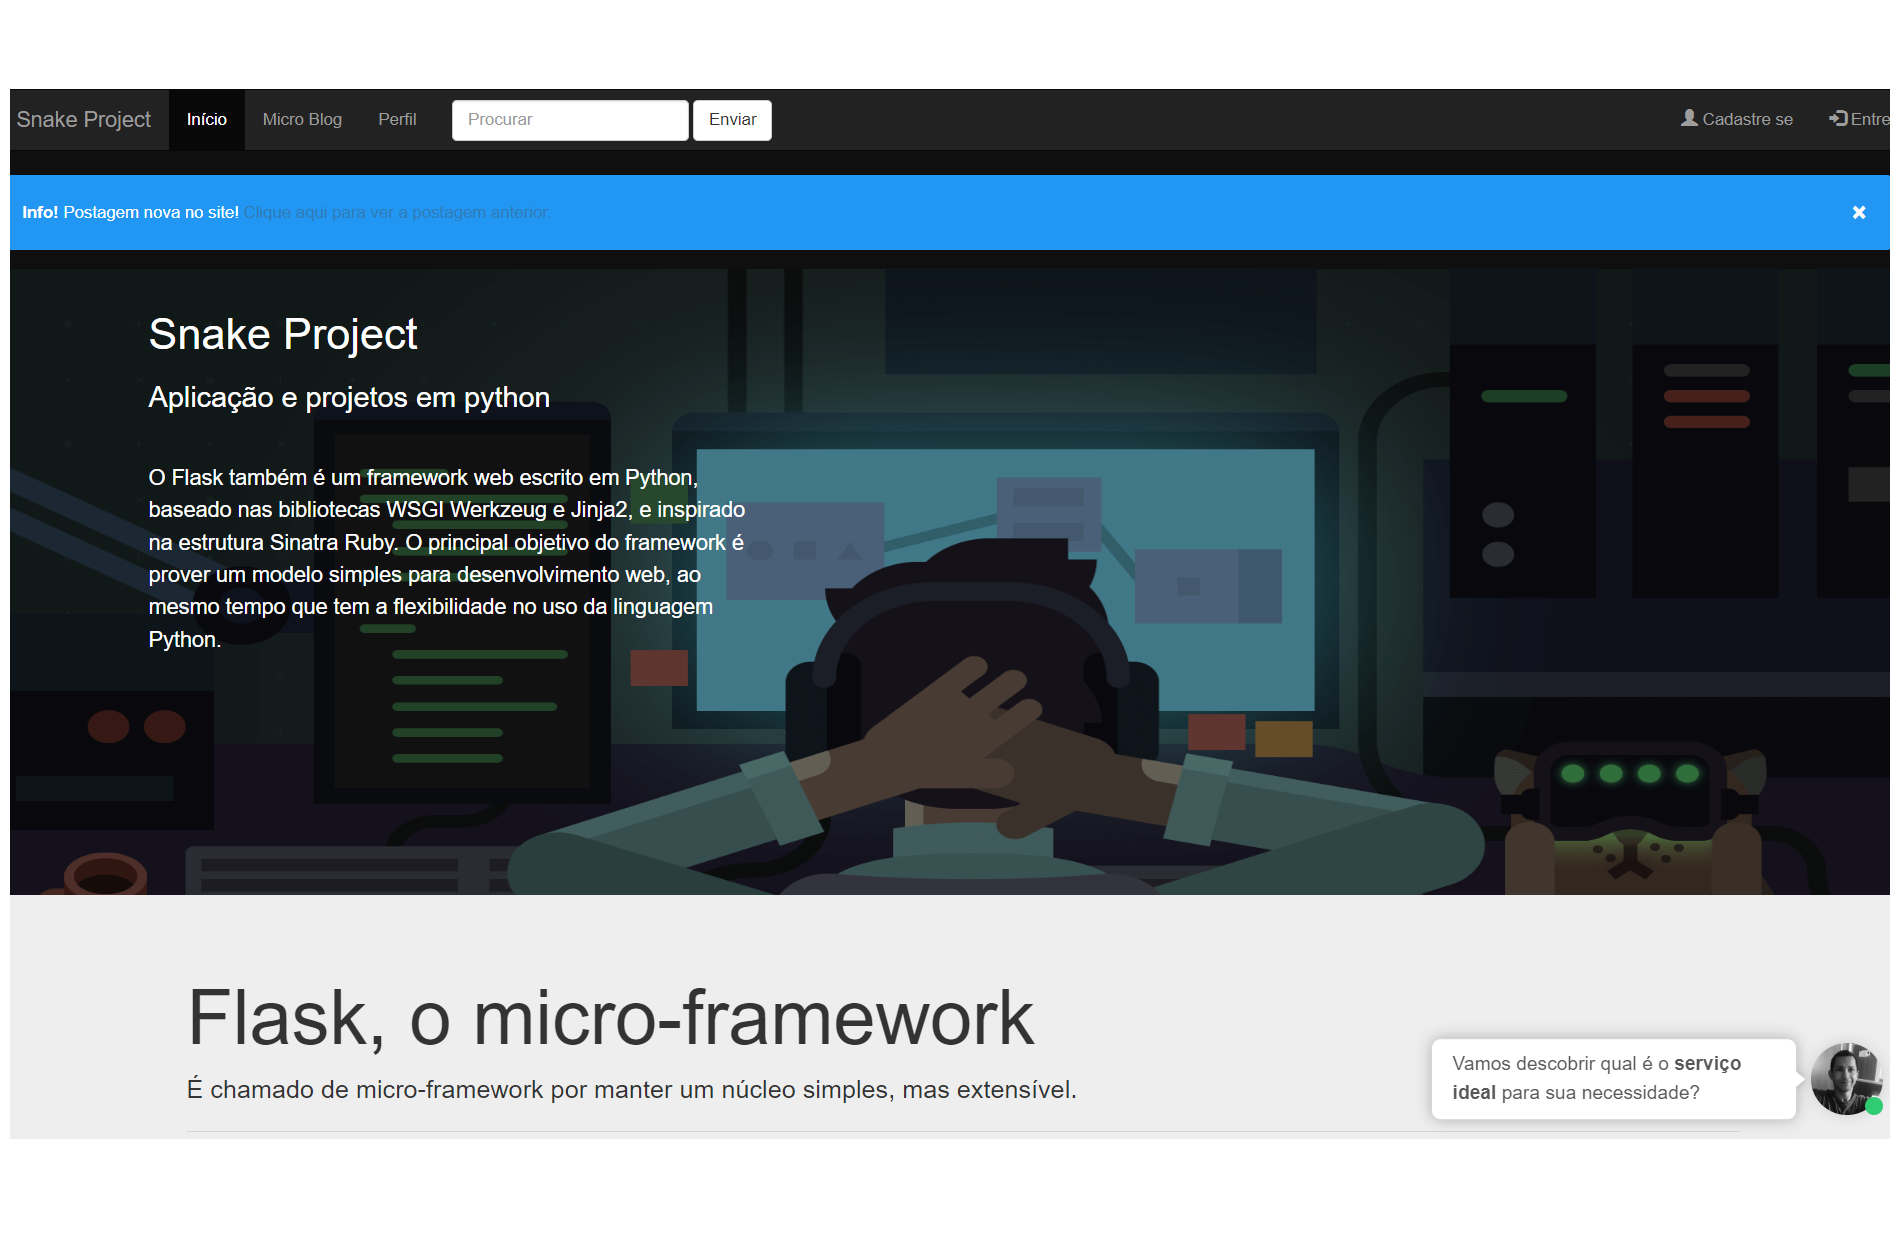 Snake Project Início Micro Blog Perfil Procurar Enviar Cadastre se Entre
Info! Postagem nova no site! Clique aqui para ver a postagem anterior.
Snake Project
Aplicação e projetos em python
O Flask também é um framework web escrito em Python,
baseado nas bibliotecas WSGI Werkzeug e Jinja2, e inspirado
na estrutura Sinatra Ruby. O principal objetivo do framework é
prover um modelo simples para desenvolvimento web, ao
mesmo tempo que tem a flexibilidade no uso da linguagem
Python.
Flask, o micro-framework
É chamado de micro-framework por manter um núcleo simples, mas extensível.
Vamos descobrir qual é o serviço
ideal para sua necessidade?